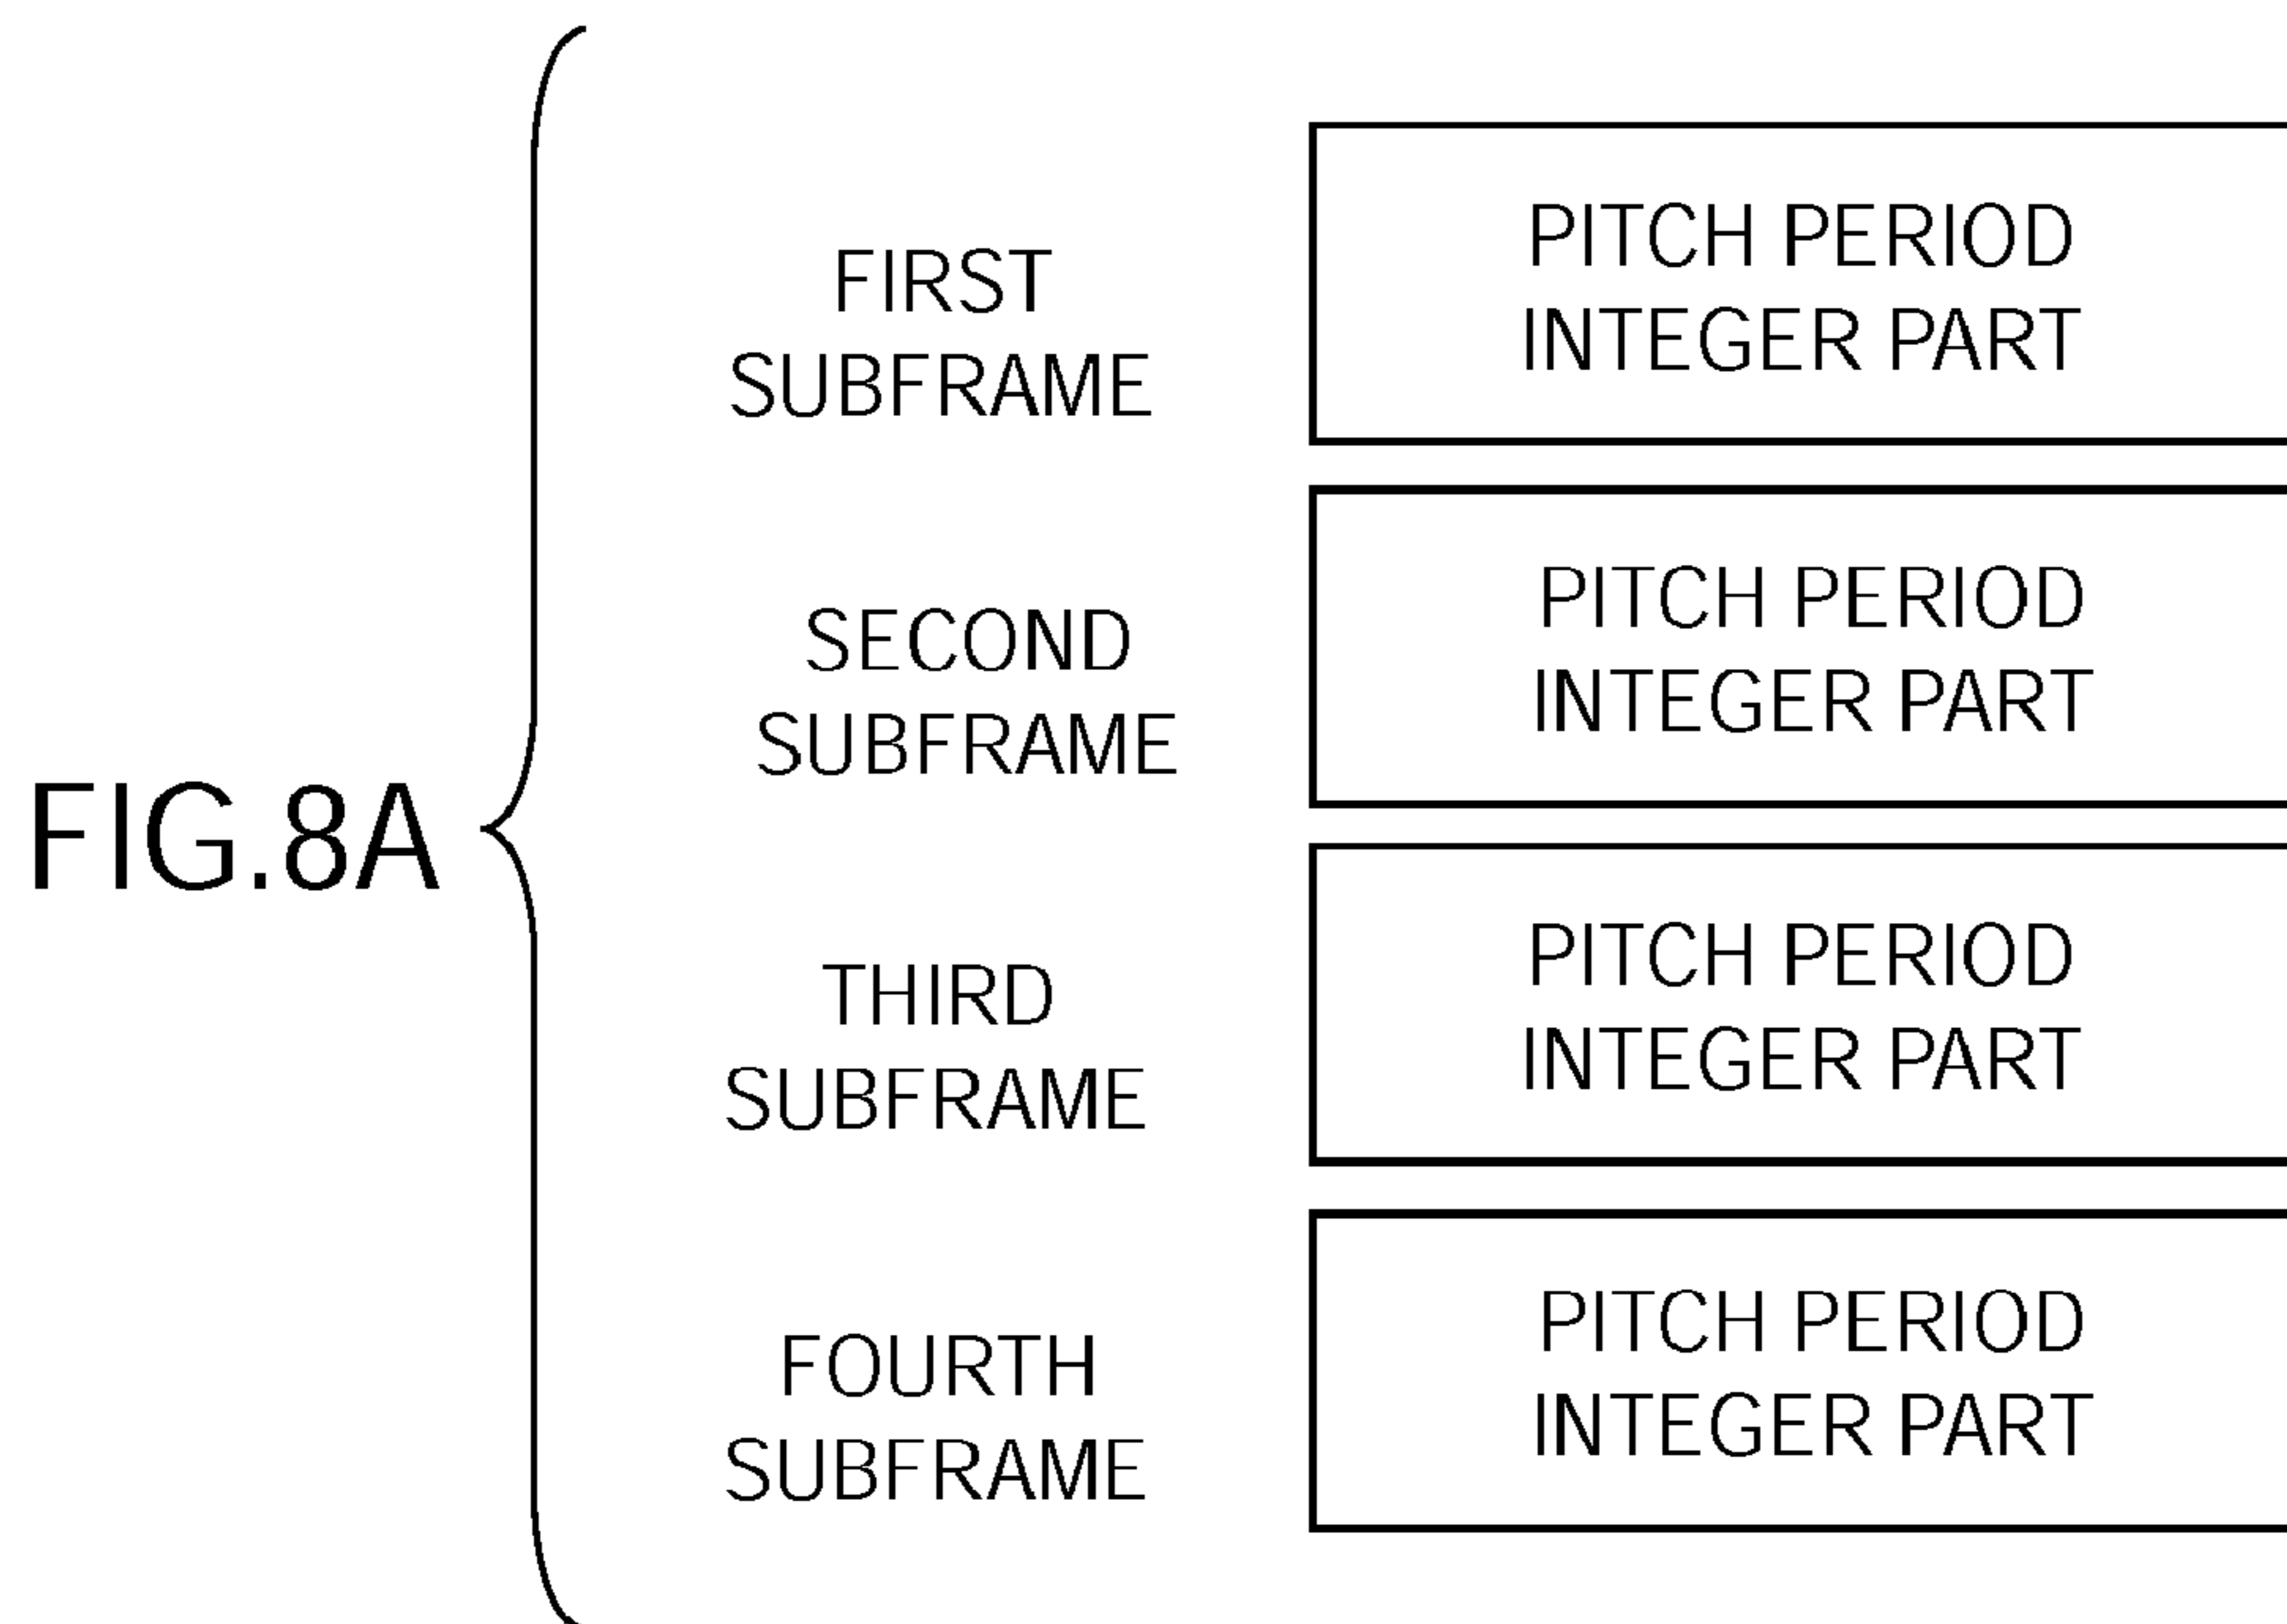 FIG.8A
FIRST
SUBFRAME
PITCH PERIOD
INTEGER PART
SECOND
SUBFRAME
PITCH PERIOD
INTEGER PART
THIRD
SUBFRAME
PITCH PERIOD
INTEGER PART
FOURTH
SUBFRAME
PITCH PERIOD
INTEGER PART